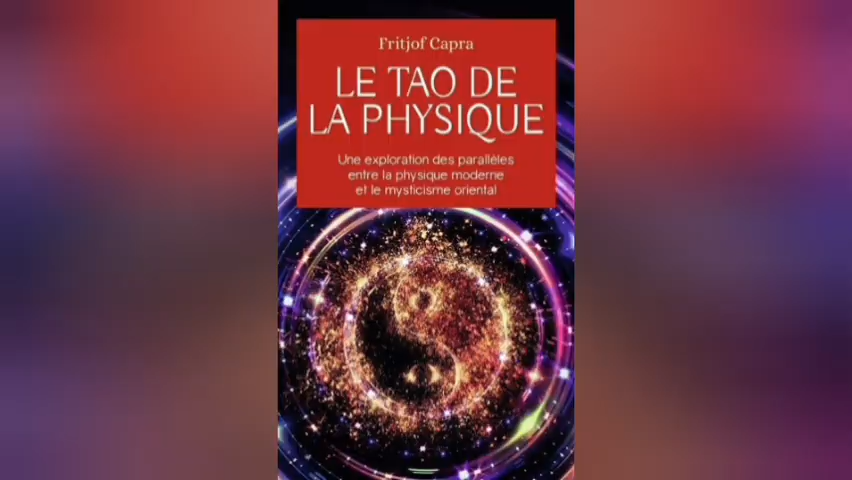 Fritjof Capra
LE TAO DE
LA PHYSIQUE
Une exploration des parallèles
entre la physique moderne
et le mysticisme oriental